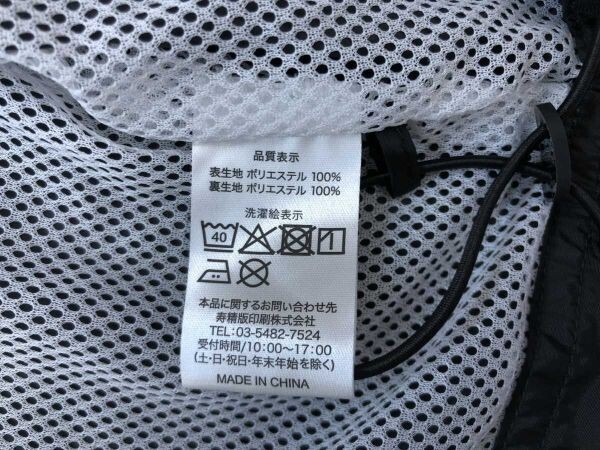 品質表示
表生地 ポリエステル 100%
裏生地 ポリエステル 100%
洗濯絵表示
40
本品に関するお問い合わせ先
寿精版印刷株式会社
TEL:03-5482-7524
受付時間/10:00〜17:00
(土・日・祝日・年末年始を除く)
MADE IN CHINA